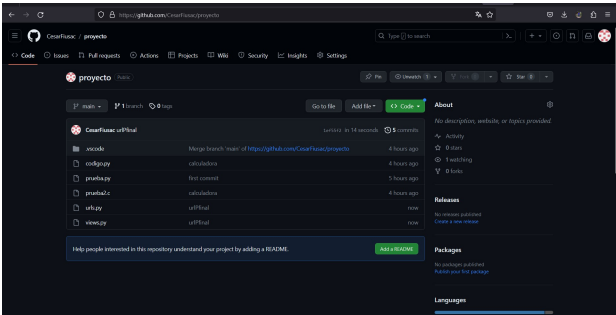 https://github.com/CesarFiusac/proyecto
CesarFiusac / proyecto
Type / to search
Code Issues Pull requests Actions Projects Wiki Security Insights Settings
proyecto Public
Pin Unwatch 1 Fork 0 Star 0
main 1 branch 0 tags
Go to file Add file Code
CesarFiusac urlPfinal
in 14 seconds 5 commits
.vscode Merge branch 'main' of https://github.com/CesarFiusac/proyecto 4 hours ago
codigo.py calculadora 4 hours ago
prueba.py first commit 5 hours ago
prueba2.c calculadora 4 hours ago
urls.py urlPfinal now
views.py urlPfinal now
Help people interested in this repository understand your project by adding a README.
Add a README
About
No description, website, or topics provided.
Activity
0 stars
1 watching
0 forks
Releases
No releases published
Create a new release
Packages
No packages published
Publish your first package
Languages